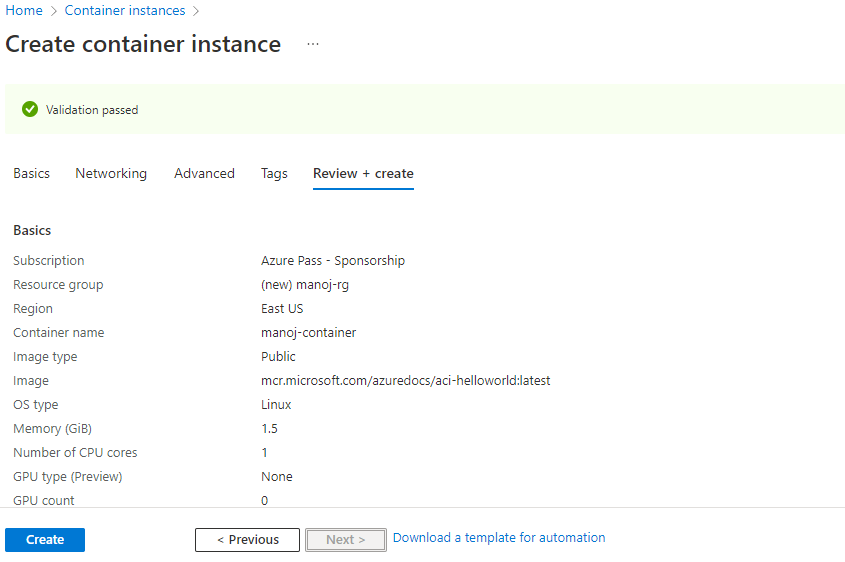 Home > Container instances >
Create container instance ...
Validation passed
Basics Networking Advanced Tags Review + create
Basics
Subscription Azure Pass - Sponsorship
Resource group (new) manoj-rg
Region East US
Container name manoj-container
Image type Public
Image mcr.microsoft.com/azuredocs/aci-helloworld:latest
OS type Linux
Memory (GiB) 1.5
Number of CPU cores 1
GPU type (Preview) None
GPU count 0
Create < Previous Next > Download a template for automation